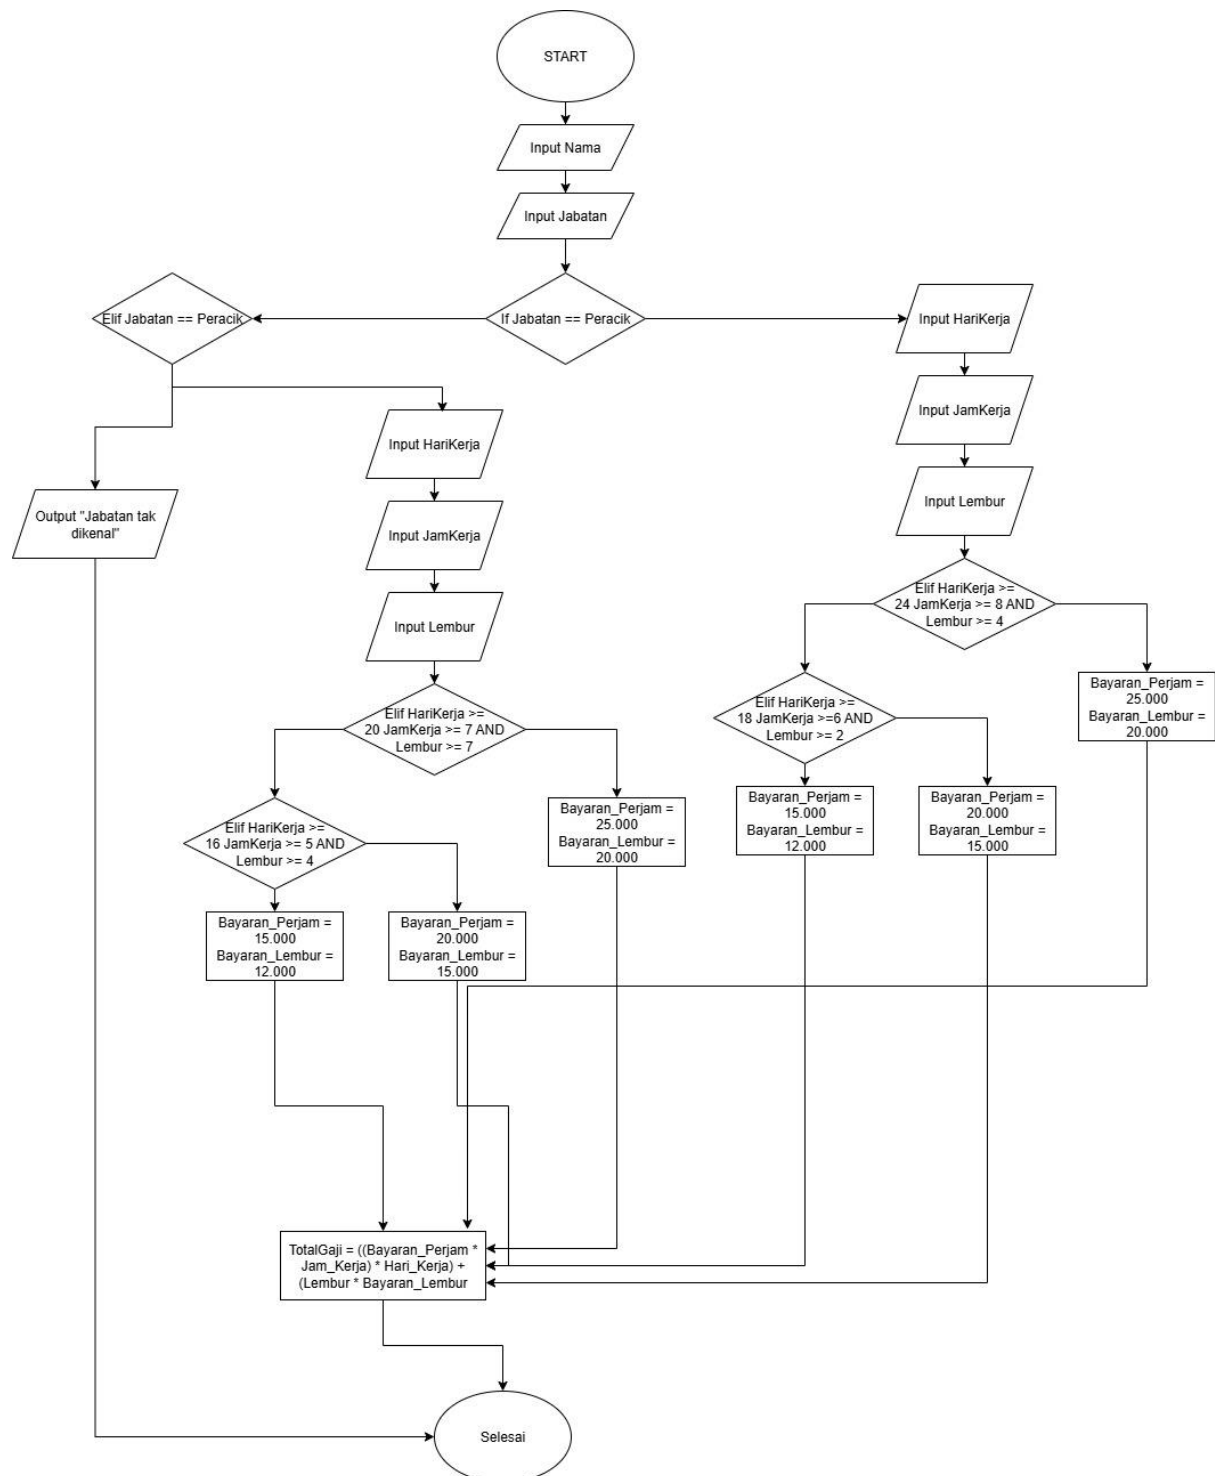 START
Input Nama
Input Jabatan
Elif Jabatan == Peracik
If Jabatan == Peracik
Input HariKerja
Input JamKerja
Input Lembur
Elif HariKerja >=
24 JamKerja >= 8 AND
Lembur >= 4
Bayaran_Perjam =
25.000
Bayaran_Lembur =
20.000
Elif HariKerja >=
18 JamKerja >=6 AND
Lembur >= 2
Bayaran_Perjam =
15.000
Bayaran_Lembur =
12.000
Bayaran_Perjam =
20.000
Bayaran_Lembur =
15.000
Input HariKerja
Input JamKerja
Input Lembur
Output "Jabatan tak
dikenal"
Elif HariKerja >=
20 JamKerja >= 7 AND
Lembur >= 7
Bayaran_Perjam =
25.000
Bayaran_Lembur =
20.000
Elif HariKerja >=
16 JamKerja >= 5 AND
Lembur >= 4
Bayaran_Perjam =
15.000
Bayaran_Lembur =
12.000
Bayaran_Perjam =
20.000
Bayaran_Lembur =
15.000
TotalGaji = ((Bayaran_Perjam *
Jam_Kerja) * Hari_Kerja) +
(Lembur * Bayaran_Lembur
Selesai